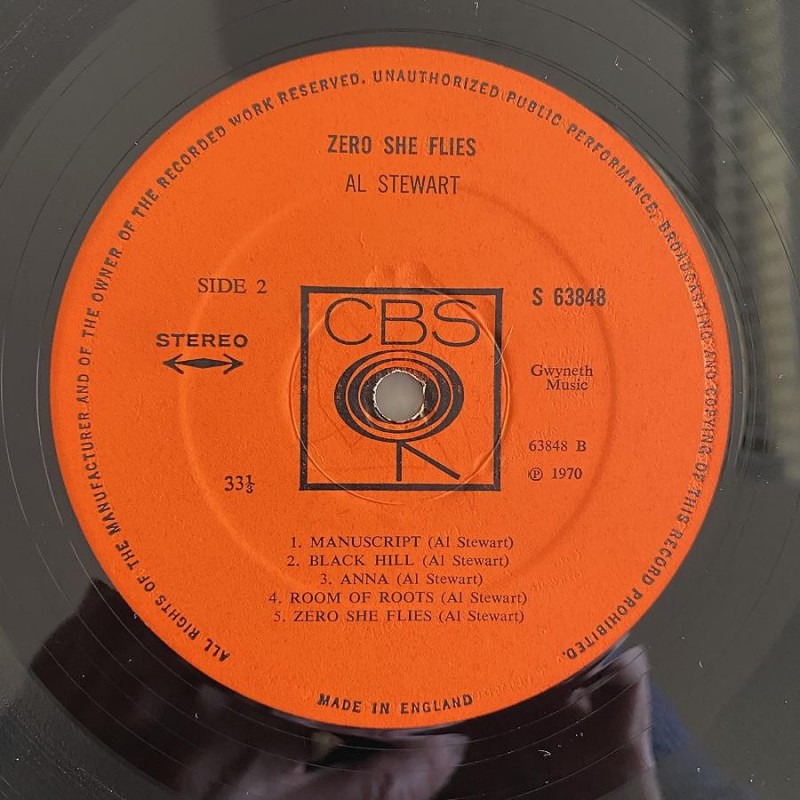 ALL RIGHTS OF THE MANUFACTURER AND OF THE OWNER OF THE RECORDED WORK RESERVED. UNAUTHORIZED PUBLIC PERFORMANCE; BROADCASTING AND COPYING OF THIS RECORD PROHIBITED.
ZERO SHE FLIES
AL STEWART
SIDE 2
S 63848
CBS
STEREO
Gwyneth
Music
63848 B
33⅓
℗ 1970
1. MANUSCRIPT (Al Stewart)
2. BLACK HILL (Al Stewart)
3. ANNA (Al Stewart)
4. ROOM OF ROOTS (Al Stewart)
5. ZERO SHE FLIES (Al Stewart)
MADE IN ENGLAND